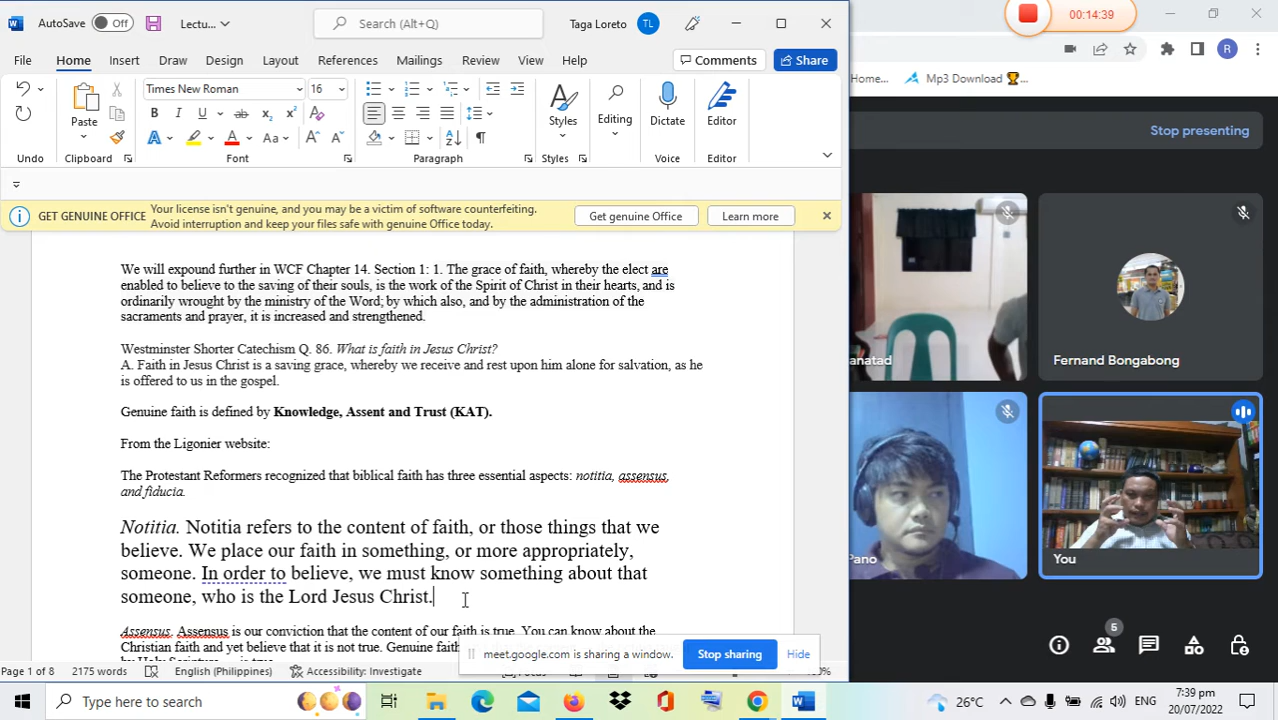 AutoSave
Off
Lectu...
Search (Alt+Q)
Taga Loreto
TL
00:14:39
File
Home
Insert
Draw
Design
Layout
References
Mailings
Review
View
Help
Comments
Share
Times New Roman
16
Paste
Styles
Editing
Dictate
Editor
Undo
Clipboard
Font
Paragraph
Styles
Voice
Editor
Home...
Mp3 Download
R
Stop presenting
GET GENUINE OFFICE
Your license isn't genuine, and you may be a victim of software counterfeiting.
Avoid interruption and keep your files safe with genuine Office today.
Get genuine Office
Learn more
We will expound further in WCF Chapter 14. Section 1: 1. The grace of faith, whereby the elect are
enabled to believe to the saving of their souls, is the work of the Spirit of Christ in their hearts, and is
ordinarily wrought by the ministry of the Word; by which also, and by the administration of the
sacraments and prayer, it is increased and strengthened.
Westminster Shorter Catechism Q. 86. What is faith in Jesus Christ?
A. Faith in Jesus Christ is a saving grace, whereby we receive and rest upon him alone for salvation, as he
is offered to us in the gospel.
Genuine faith is defined by Knowledge, Assent and Trust (KAT).
From the Ligonier website:
The Protestant Reformers recognized that biblical faith has three essential aspects: notitia, assensus,
and fiducia.
Notitia. Notitia refers to the content of faith, or those things that we
believe. We place our faith in something, or more appropriately,
someone. In order to believe, we must know something about that
someone, who is the Lord Jesus Christ.
Assensus. Assensus is our conviction that the content of our faith is true. You can know about the
Christian faith and yet believe that it is not true. Genuine fait
meet.google.com is sharing a window.
Stop sharing
Hide
anatad
Fernand Bongabong
Pano
You
5
Page 1 of 8
2175 words
English (Philippines)
Accessibility: Investigate
Focus
Type here to search
26°C
ENG
7:39 pm
20/07/2022